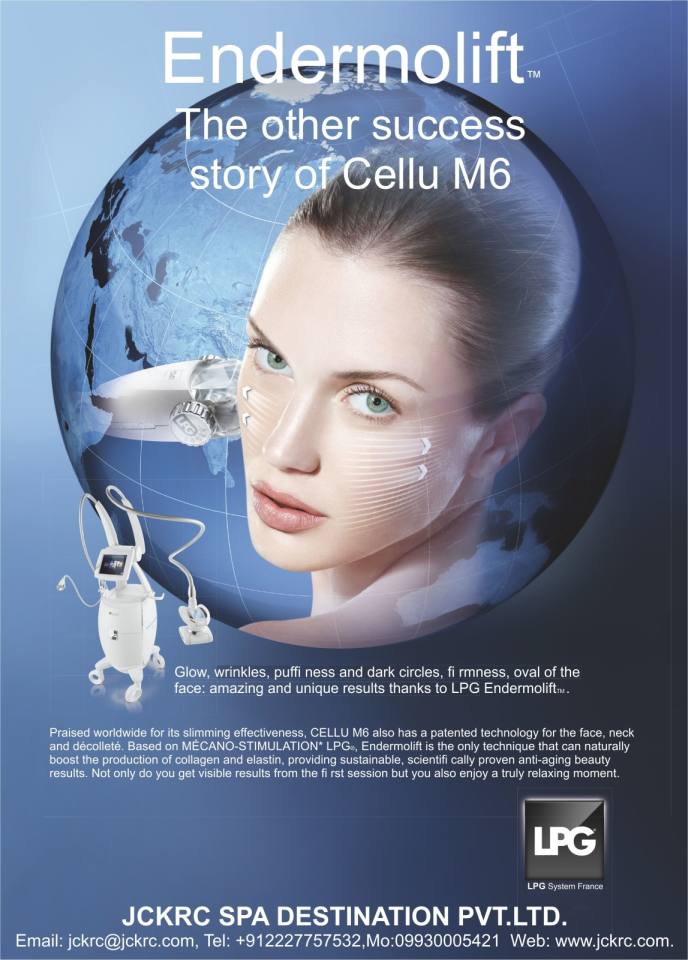 Endermolift™
The other success
story of Cellu M6
LPG
Glow, wrinkles, puffi ness and dark circles, fi rmness, oval of the
face: amazing and unique results thanks to LPG Endermolift™.
Praised worldwide for its slimming effectiveness, CELLU M6 also has a patented technology for the face, neck
and décolleté. Based on MÉCANO-STIMULATION* LPG®, Endermolift is the only technique that can naturally
boost the production of collagen and elastin, providing sustainable, scientifi cally proven anti-aging beauty
results. Not only do you get visible results from the fi rst session but you also enjoy a truly relaxing moment.
LPG®
LPG System France
JCKRC SPA DESTINATION PVT.LTD.
Email: jckrc@jckrc.com, Tel: +912227757532,Mo:09930005421 Web: www.jckrc.com.